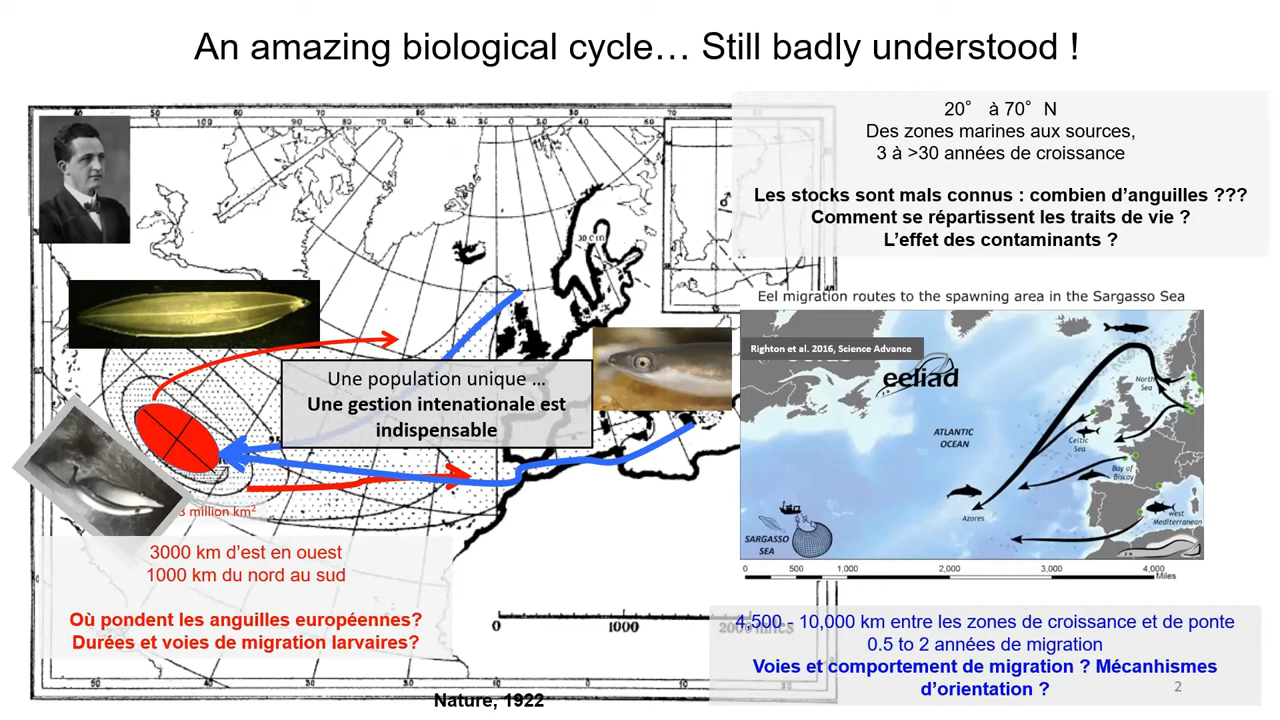 An amazing biological cycle… Still badly understood !
20° à 70° N
Des zones marines aux sources,
3 à >30 années de croissance
Les stocks sont mals connus : combien d'anguilles ???
Comment se répartissent les traits de vie ?
L'effet des contaminants ?
30 cm
Eel migration routes to the spawning area in the Sargasso Sea
Righton et al. 2016, Science Advance
eeliad
North
Sea
ATLANTIC
OCEAN
Celtic
Sea
Bay of
Biscay
Azores
West
Mediterranean
SARGASSO
SEA
0 500 1,000 2,000 3,000 4,000
Miles
Une population unique …
Une gestion intenationale est
indispensable
3 million km²
3000 km d'est en ouest
1000 km du nord au sud
Où pondent les anguilles européennes?
Durées et voies de migration larvaires?
0 1000 2000
4,500 - 10,000 km entre les zones de croissance et de ponte
0.5 to 2 années de migration
Voies et comportement de migration ? Mécanhismes
d'orientation ?
2
Nature, 1922